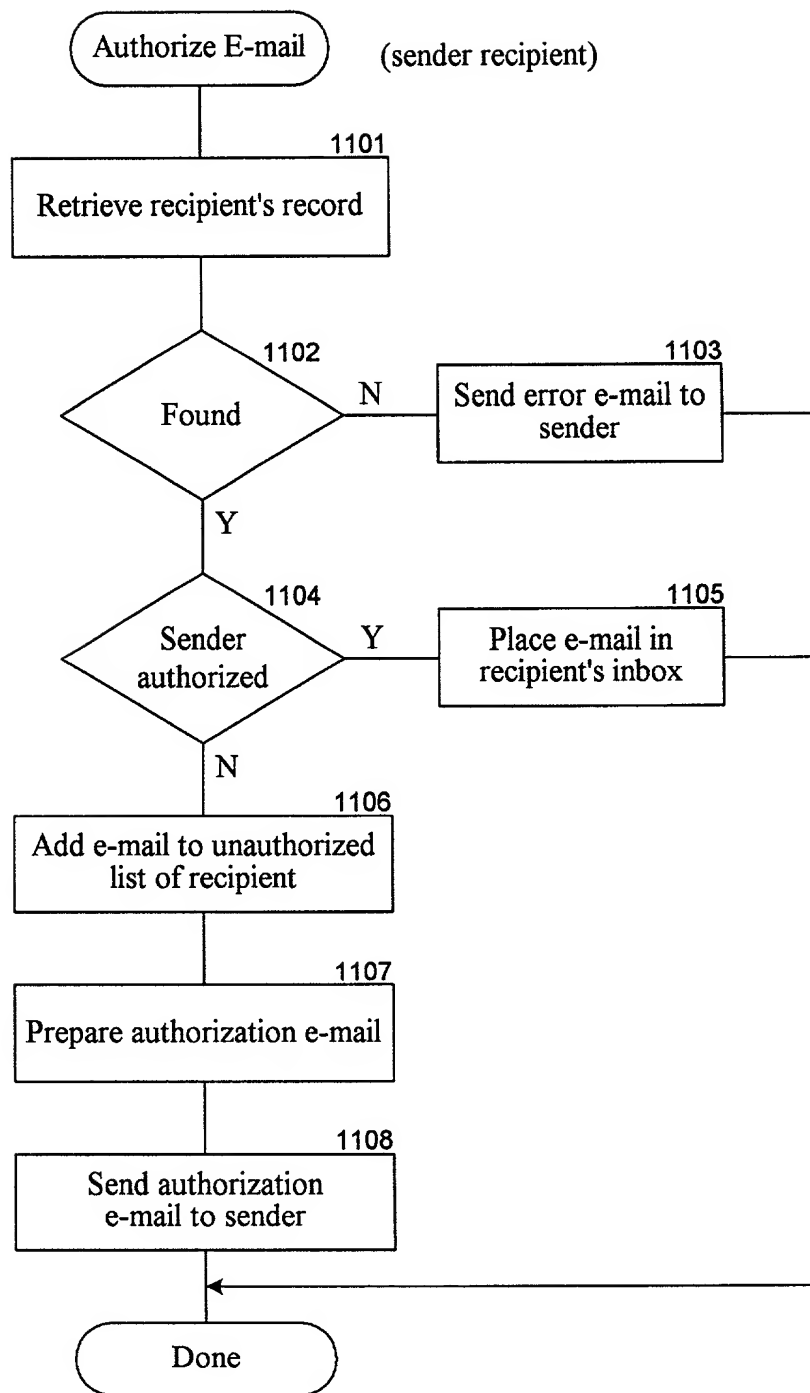 Authorize E-mail
(sender recipient)
1101
Retrieve recipient's record
1102
Found
N
1103
Send error e-mail to
sender
Y
1104
Sender
authorized
Y
1105
Place e-mail in
recipient's inbox
N
1106
Add e-mail to unauthorized
list of recipient
1107
Prepare authorization e-mail
1108
Send authorization
e-mail to sender
Done